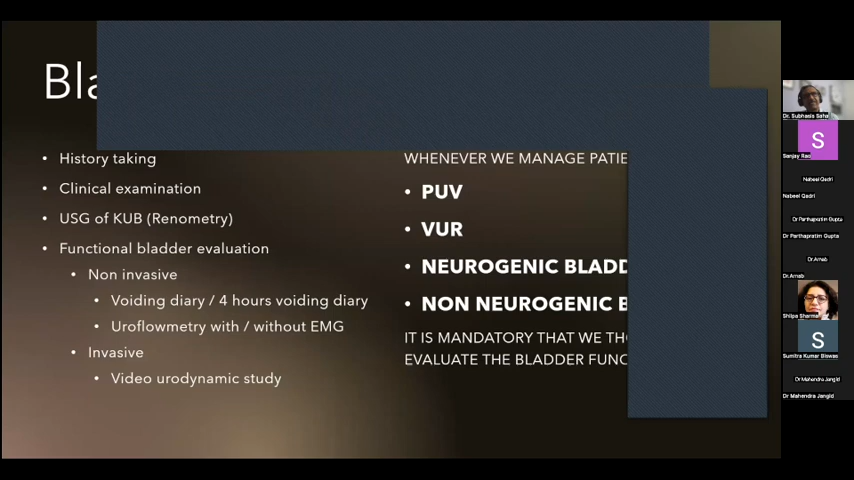 Bla
• History taking
• Clinical examination
• USG of KUB (Renometry)
• Functional bladder evaluation
• Non invasive
• Voiding diary / 4 hours voiding diary
• Uroflowmetry with / without EMG
• Invasive
• Video urodynamic study
WHENEVER WE MANAGE PATIE
• PUV
• VUR
• NEUROGENIC BLADD
• NON NEUROGENIC B
IT IS MANDATORY THAT WE THO
EVALUATE THE BLADDER FUNC
Dr. Subhasis Saha
S
Sanjay Rao
Nabeel Qadri
Nabeel Qadri
Dr Parthapratim Gupta
Dr Parthapratim Gupta
Dr.Arnab
Dr.Arnab
Shilpa Sharma
S
Sumitra Kumar Biswas
Dr Mahendra Jangid
Dr Mahendra Jangid